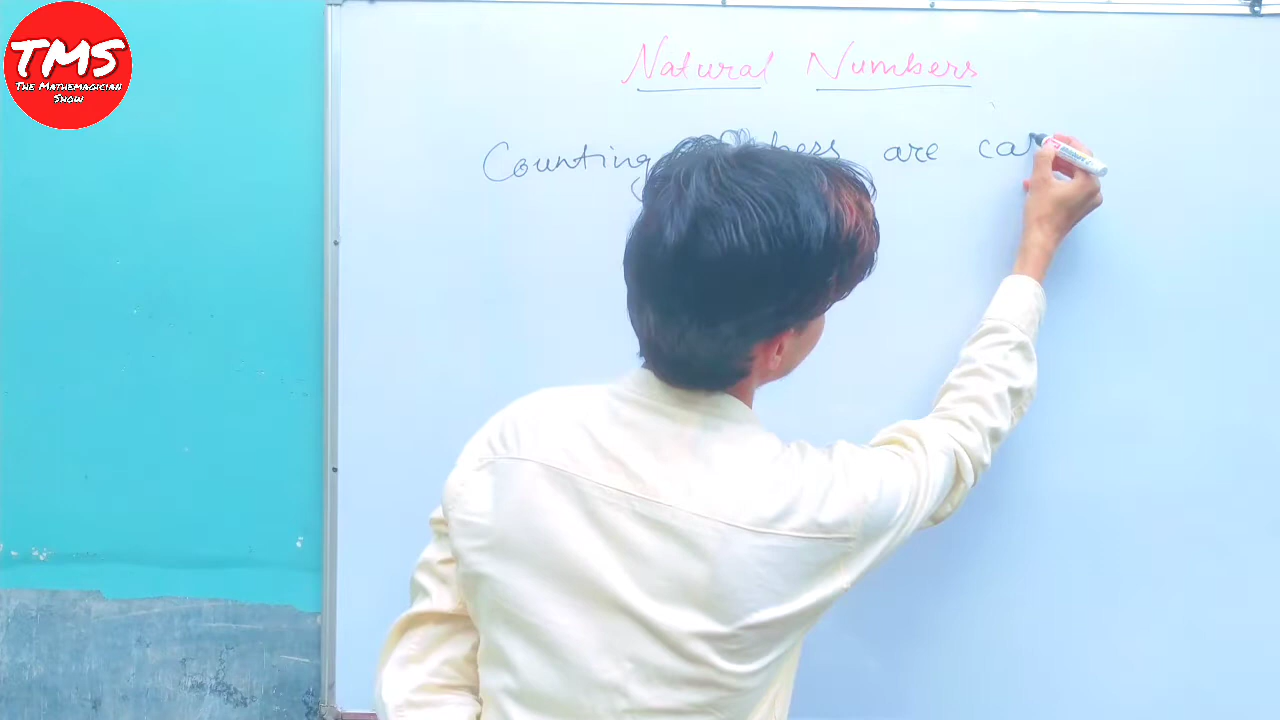 TMS
THE MATHEMAGICIAN
SHOW
Natural Numbers
Counting are